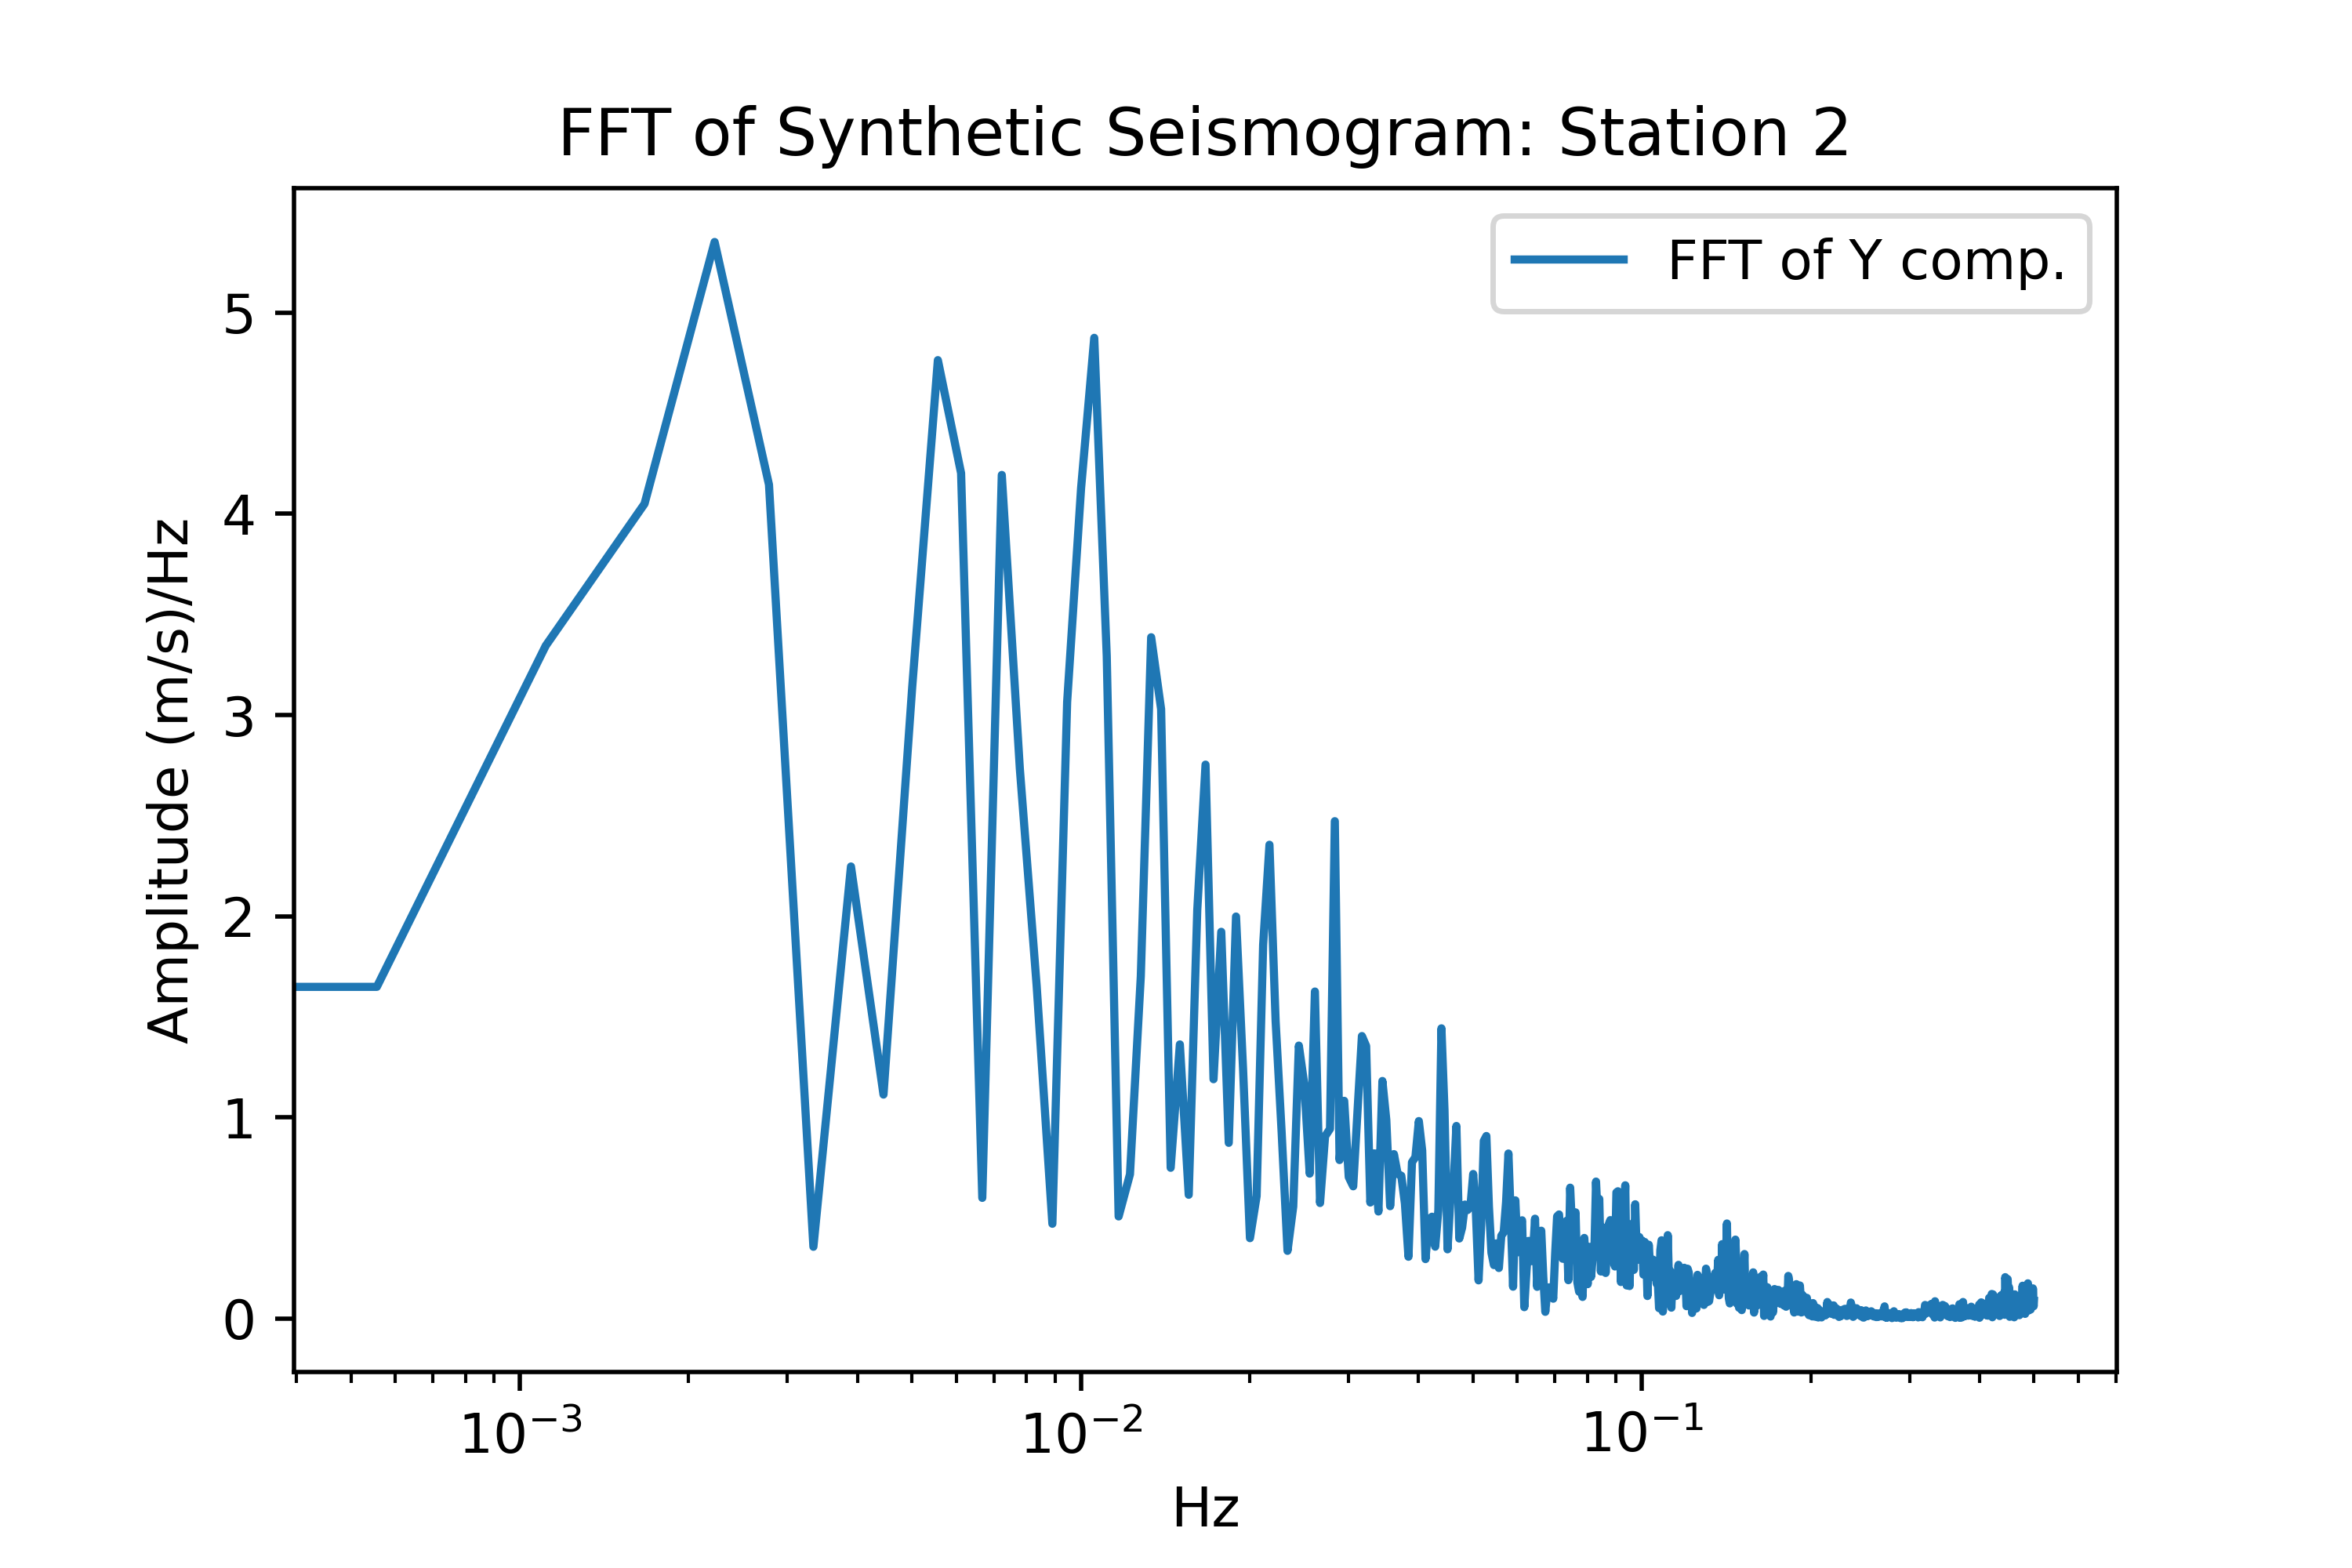 FFT of Synthetic Seismogram: Station 2
FFT of Y comp.
Amplitude (m/s)/Hz
5
4
3
2
1
0
10⁻³ 10⁻² 10⁻¹
Hz